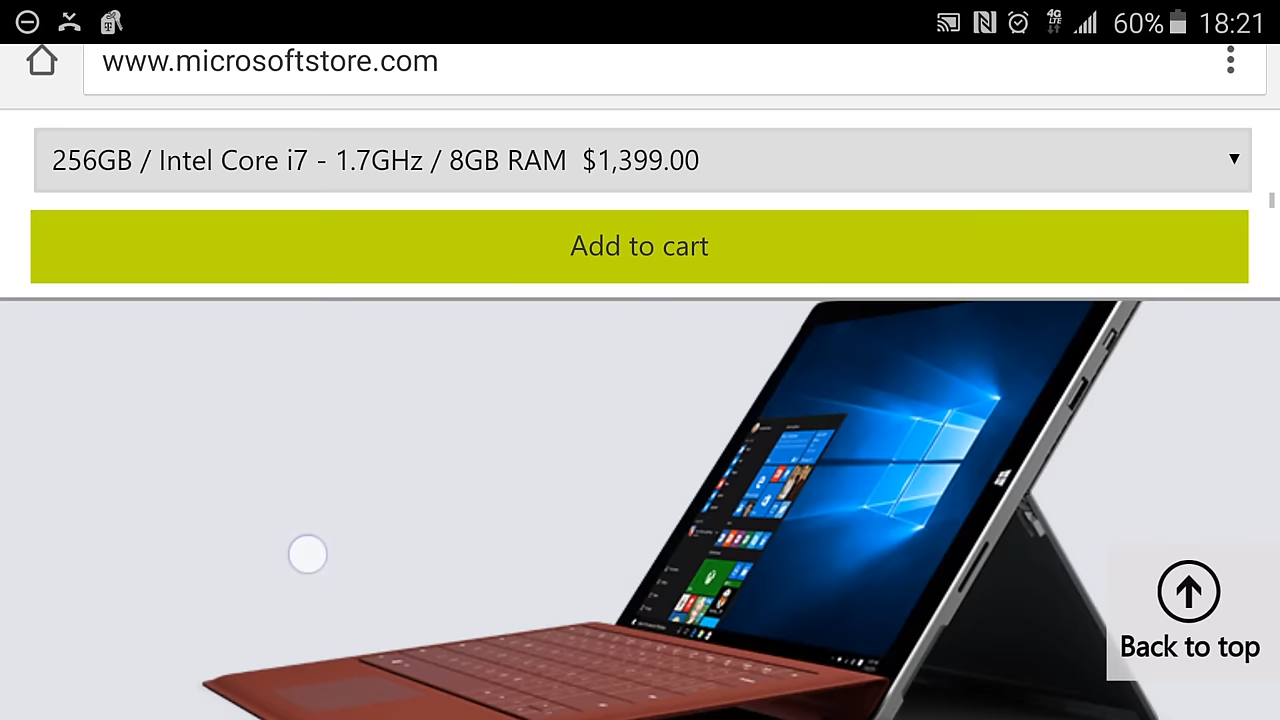 60% 18:21
www.microsoftstore.com
256GB / Intel Core i7 - 1.7GHz / 8GB RAM $1,399.00
Add to cart
Back to top